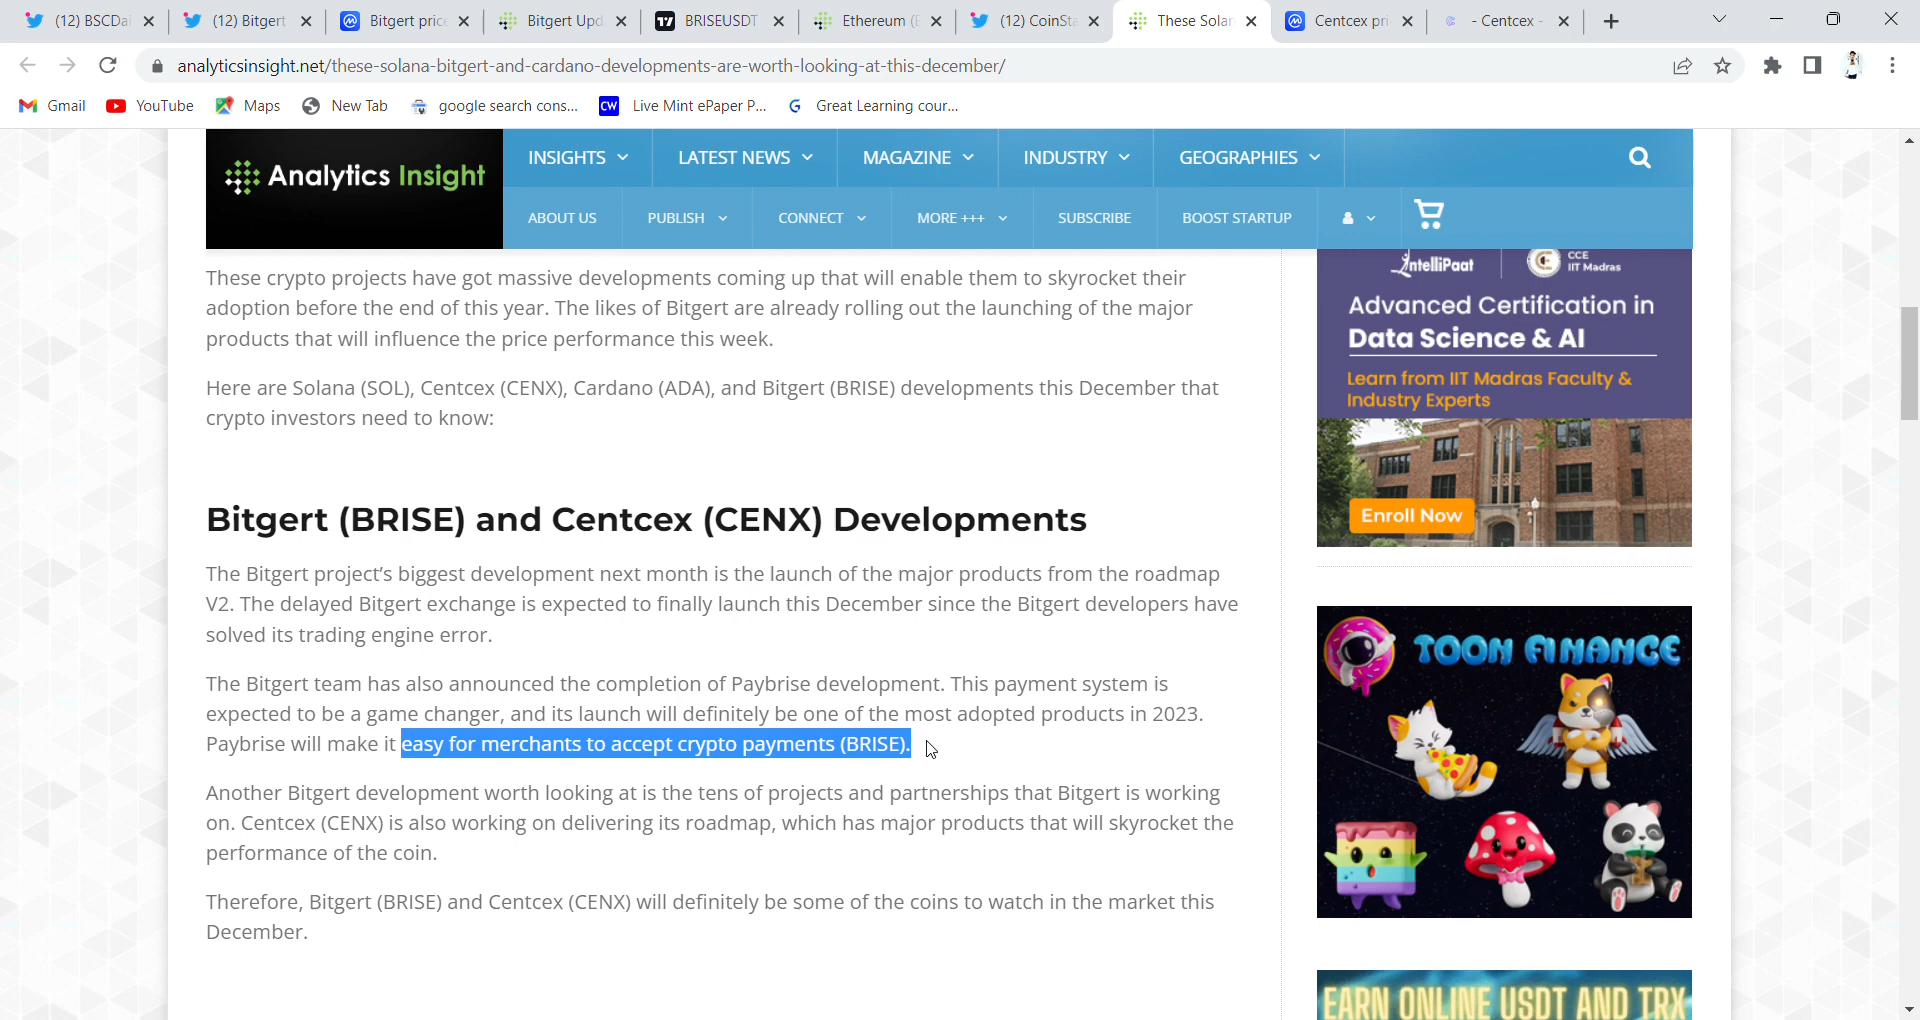 (12) BSCDai
(12) Bitgert
Bitgert price
Bitgert Upd
BRISEUSDT
Ethereum (E
(12) CoinSta
These Solar
Centcex pri
- Centcex -
analyticsinsight.net/these-solana-bitgert-and-cardano-developments-are-worth-looking-at-this-december/
Gmail
YouTube
Maps
New Tab
google search cons...
CW
Live Mint ePaper P...
Great Learning cour...
Analytics Insight
INSIGHTS
LATEST NEWS
MAGAZINE
INDUSTRY
GEOGRAPHIES
ABOUT US
PUBLISH
CONNECT
MORE +++
SUBSCRIBE
BOOST STARTUP
These crypto projects have got massive developments coming up that will enable them to skyrocket their
adoption before the end of this year. The likes of Bitgert are already rolling out the launching of the major
products that will influence the price performance this week.
Here are Solana (SOL), Centcex (CENX), Cardano (ADA), and Bitgert (BRISE) developments this December that
crypto investors need to know:
Bitgert (BRISE) and Centcex (CENX) Developments
The Bitgert project's biggest development next month is the launch of the major products from the roadmap
V2. The delayed Bitgert exchange is expected to finally launch this December since the Bitgert developers have
solved its trading engine error.
The Bitgert team has also announced the completion of Paybrise development. This payment system is
expected to be a game changer, and its launch will definitely be one of the most adopted products in 2023.
Paybrise will make it easy for merchants to accept crypto payments (BRISE).
Another Bitgert development worth looking at is the tens of projects and partnerships that Bitgert is working
on. Centcex (CENX) is also working on delivering its roadmap, which has major products that will skyrocket the
performance of the coin.
Therefore, Bitgert (BRISE) and Centcex (CENX) will definitely be some of the coins to watch in the market this
December.
IntelliPaat
CCE
IIT Madras
Advanced Certification in
Data Science & AI
Learn from IIT Madras Faculty &
Industry Experts
Enroll Now
TOON FINANCE
EARN ONLINE USDT AND TRX